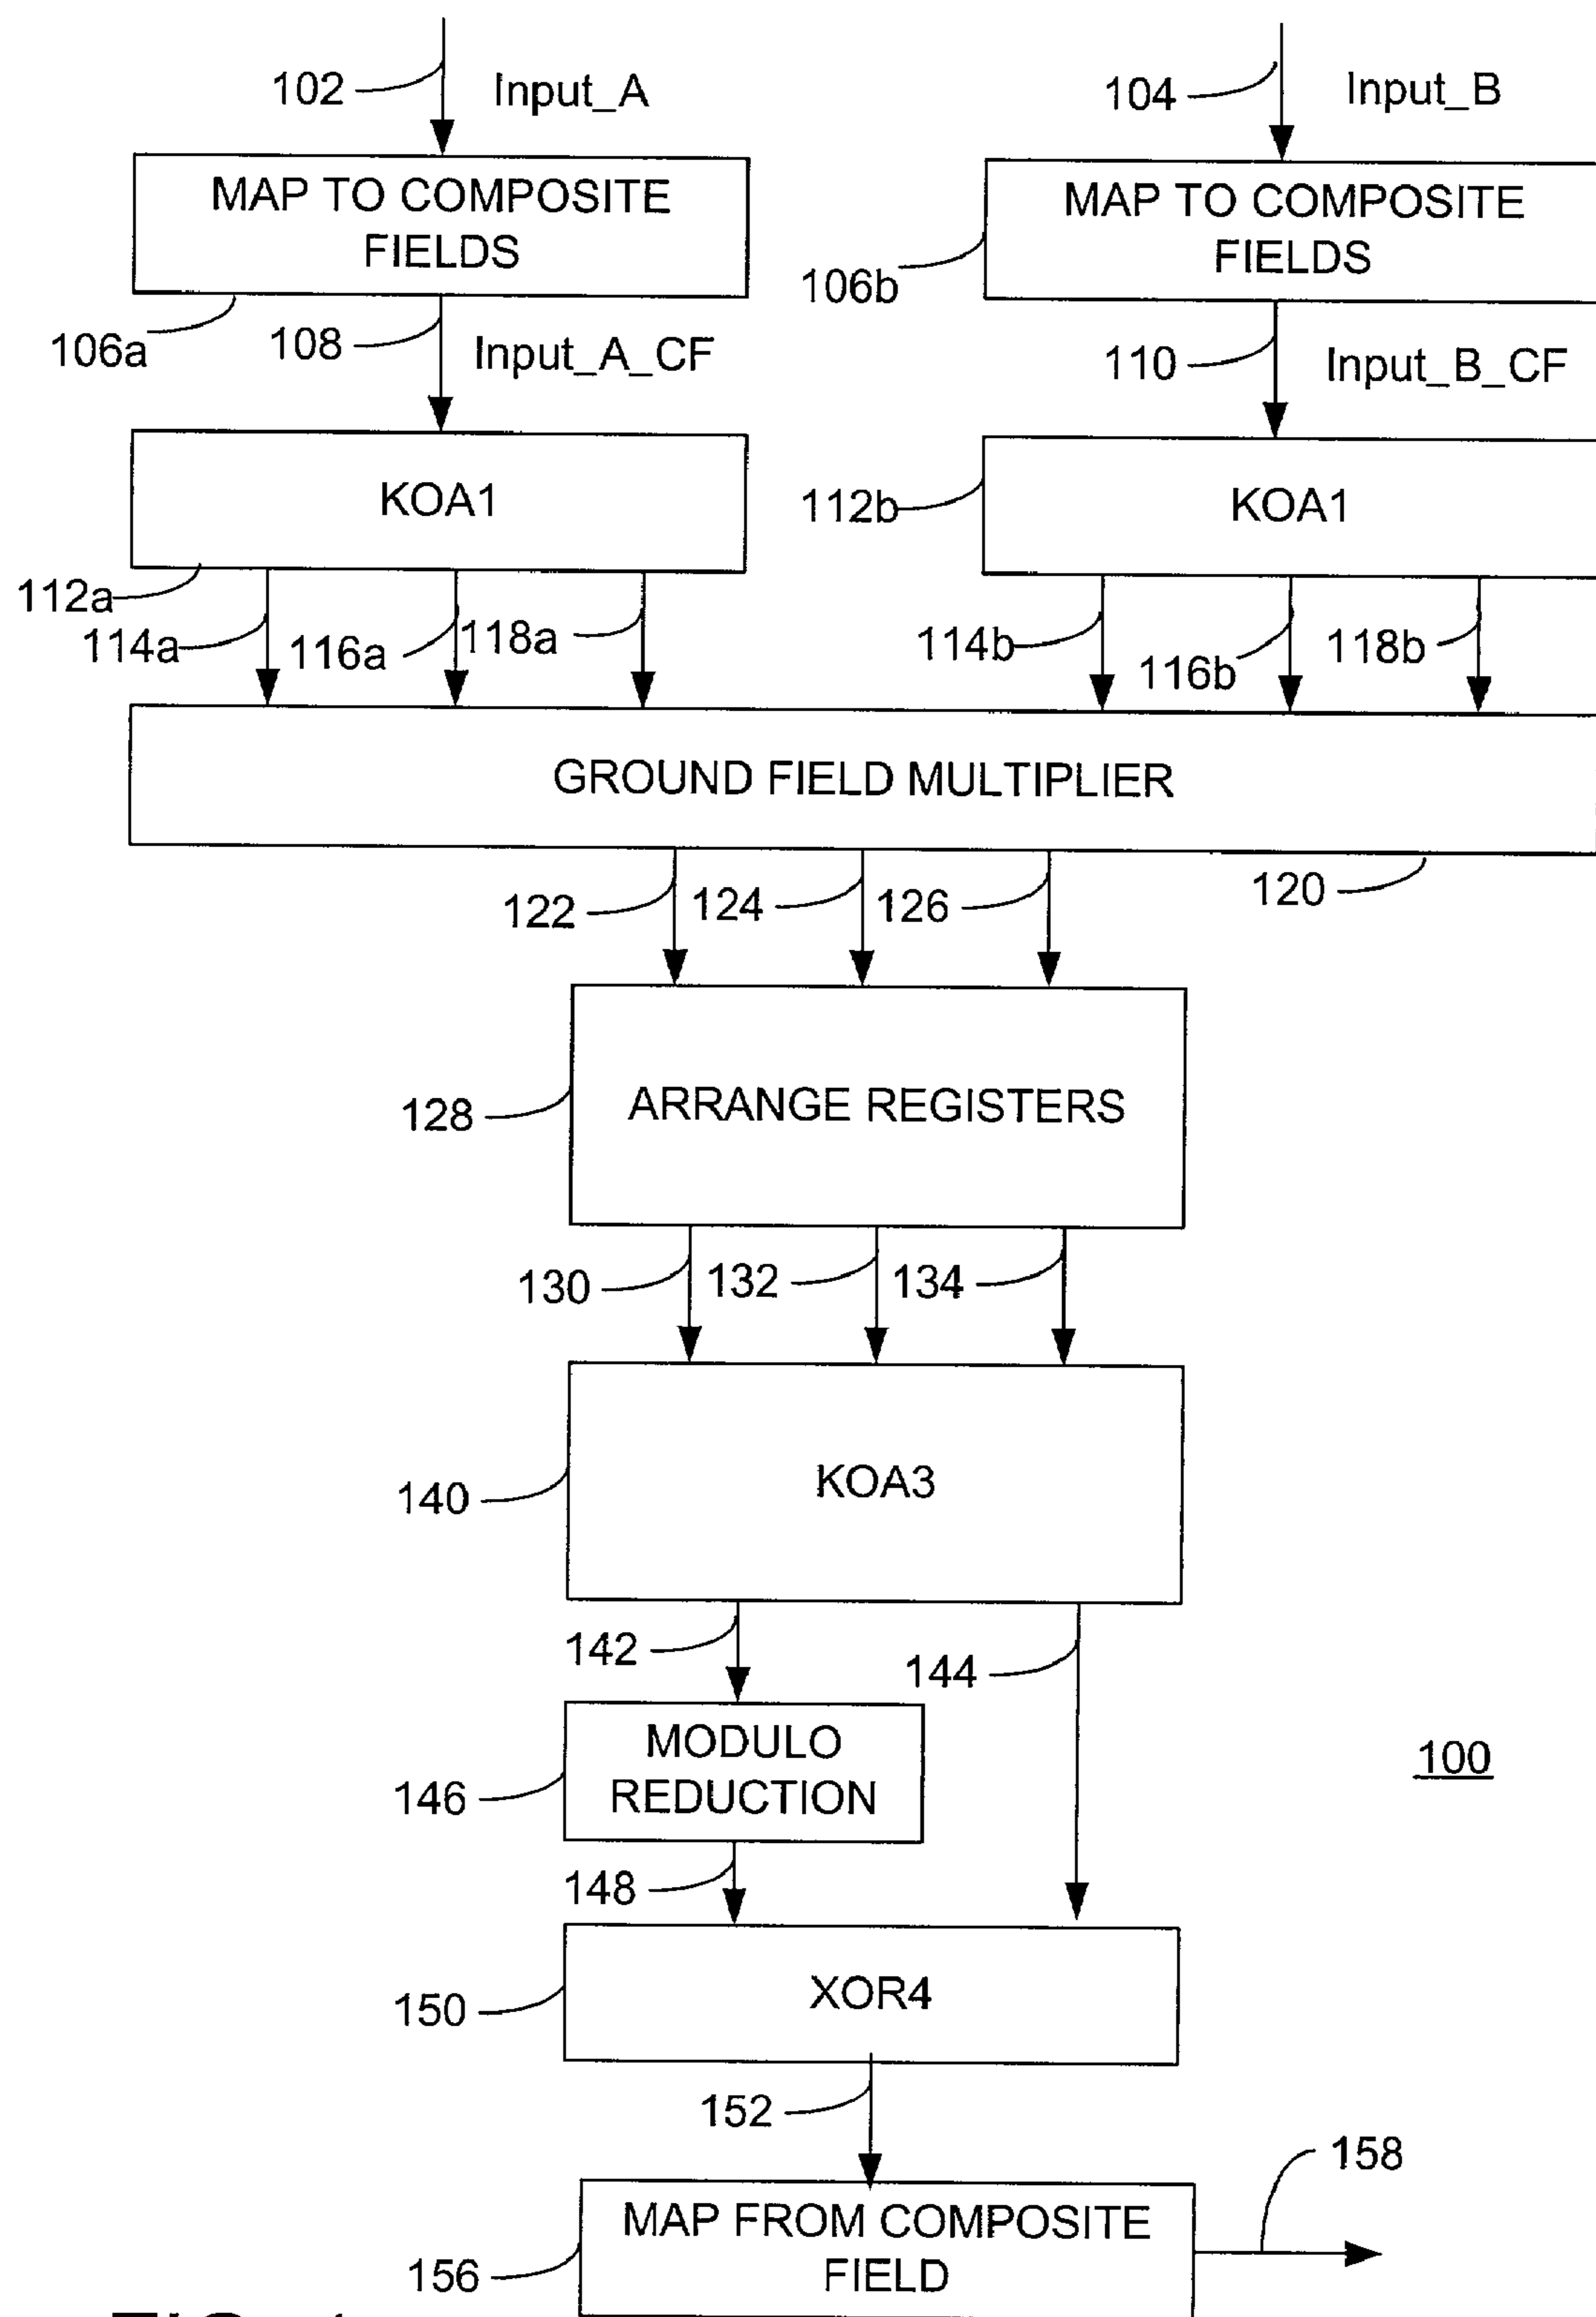 102 Input_A 104 Input_B
MAP TO COMPOSITE
FIELDS
MAP TO COMPOSITE
FIELDS
106a 108 Input_A_CF 106b 110 Input_B_CF
KOA1
KOA1
112a 112b
114a 116a 118a 114b 116b 118b
GROUND FIELD MULTIPLIER
122 124 126 120
ARRANGE REGISTERS
128
130 132 134
KOA3
140
142 144
MODULO
REDUCTION
146
100
148
XOR4
150
152
158
MAP FROM COMPOSITE
FIELD
156